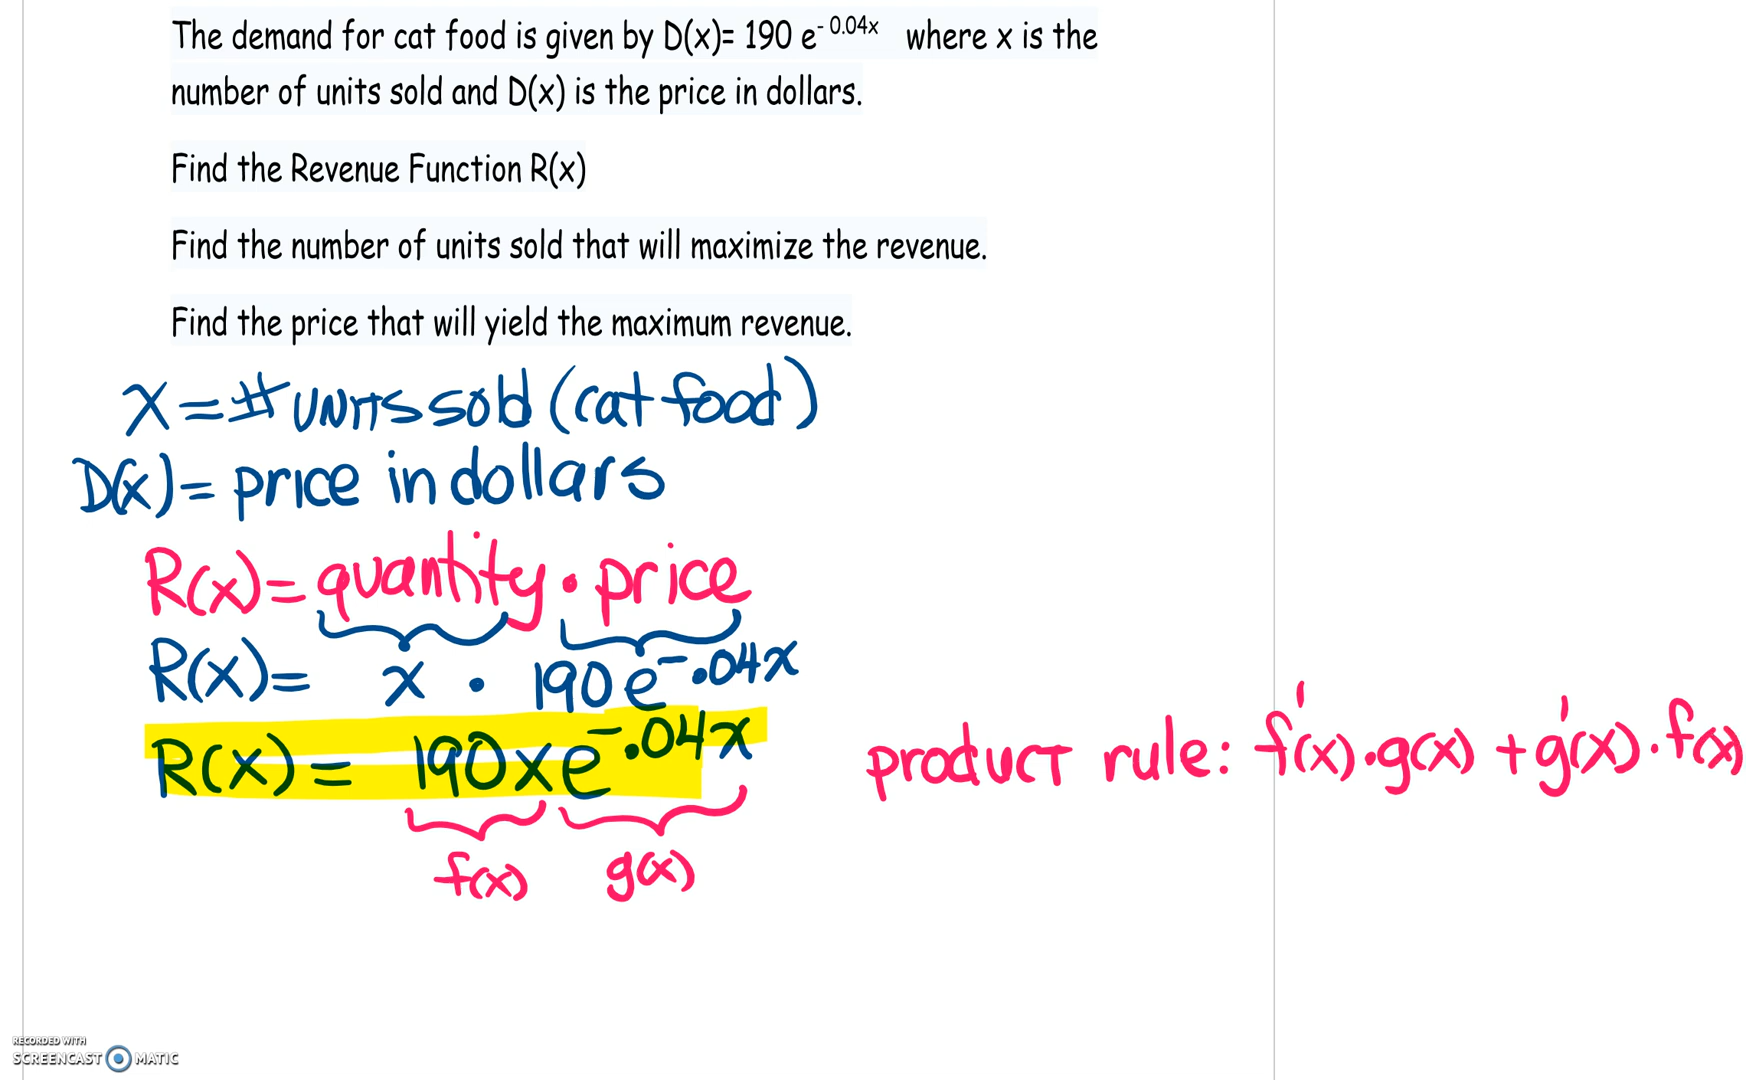 The demand for cat food is given by D(x)= 190 e^- 0.04x where x is the
number of units sold and D(x) is the price in dollars.
Find the Revenue Function R(x)
Find the number of units sold that will maximize the revenue.
Find the price that will yield the maximum revenue.
X = # UNITS sold (cat food)
D(x) = price in dollars
R(x) = quantity • price
R(x) = x • 190e^-.04x
R(x) = 190xe^-.04x
product rule: f'(x)•g(x) + g'(x)•f(x)
f(x) g(x)
RECORDED WITH
SCREENCAST MATIC